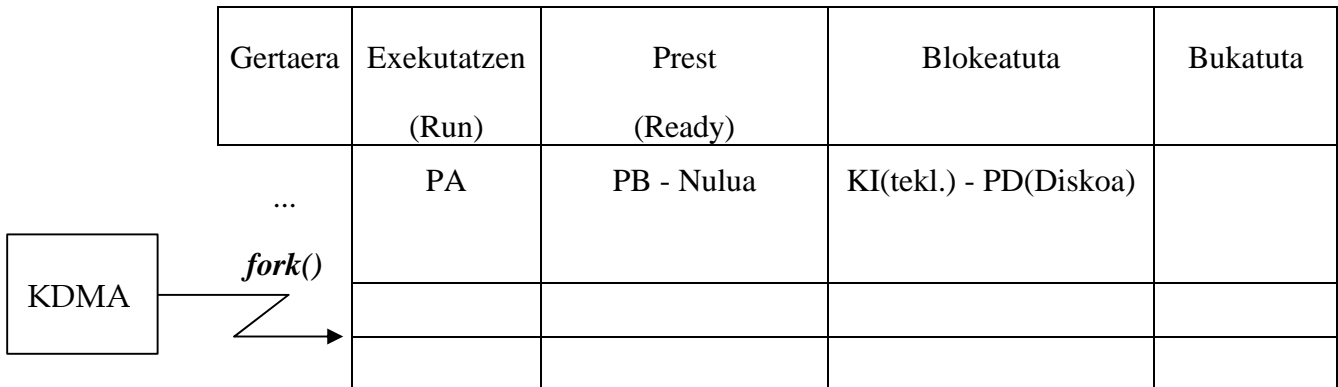 Gertaera Exekutatzen Prest Blokeatuta Bukatuta
(Run) (Ready)
PA PB - Nulua KI(tekl.) - PD(Diskoa)
...
fork()
KDMA